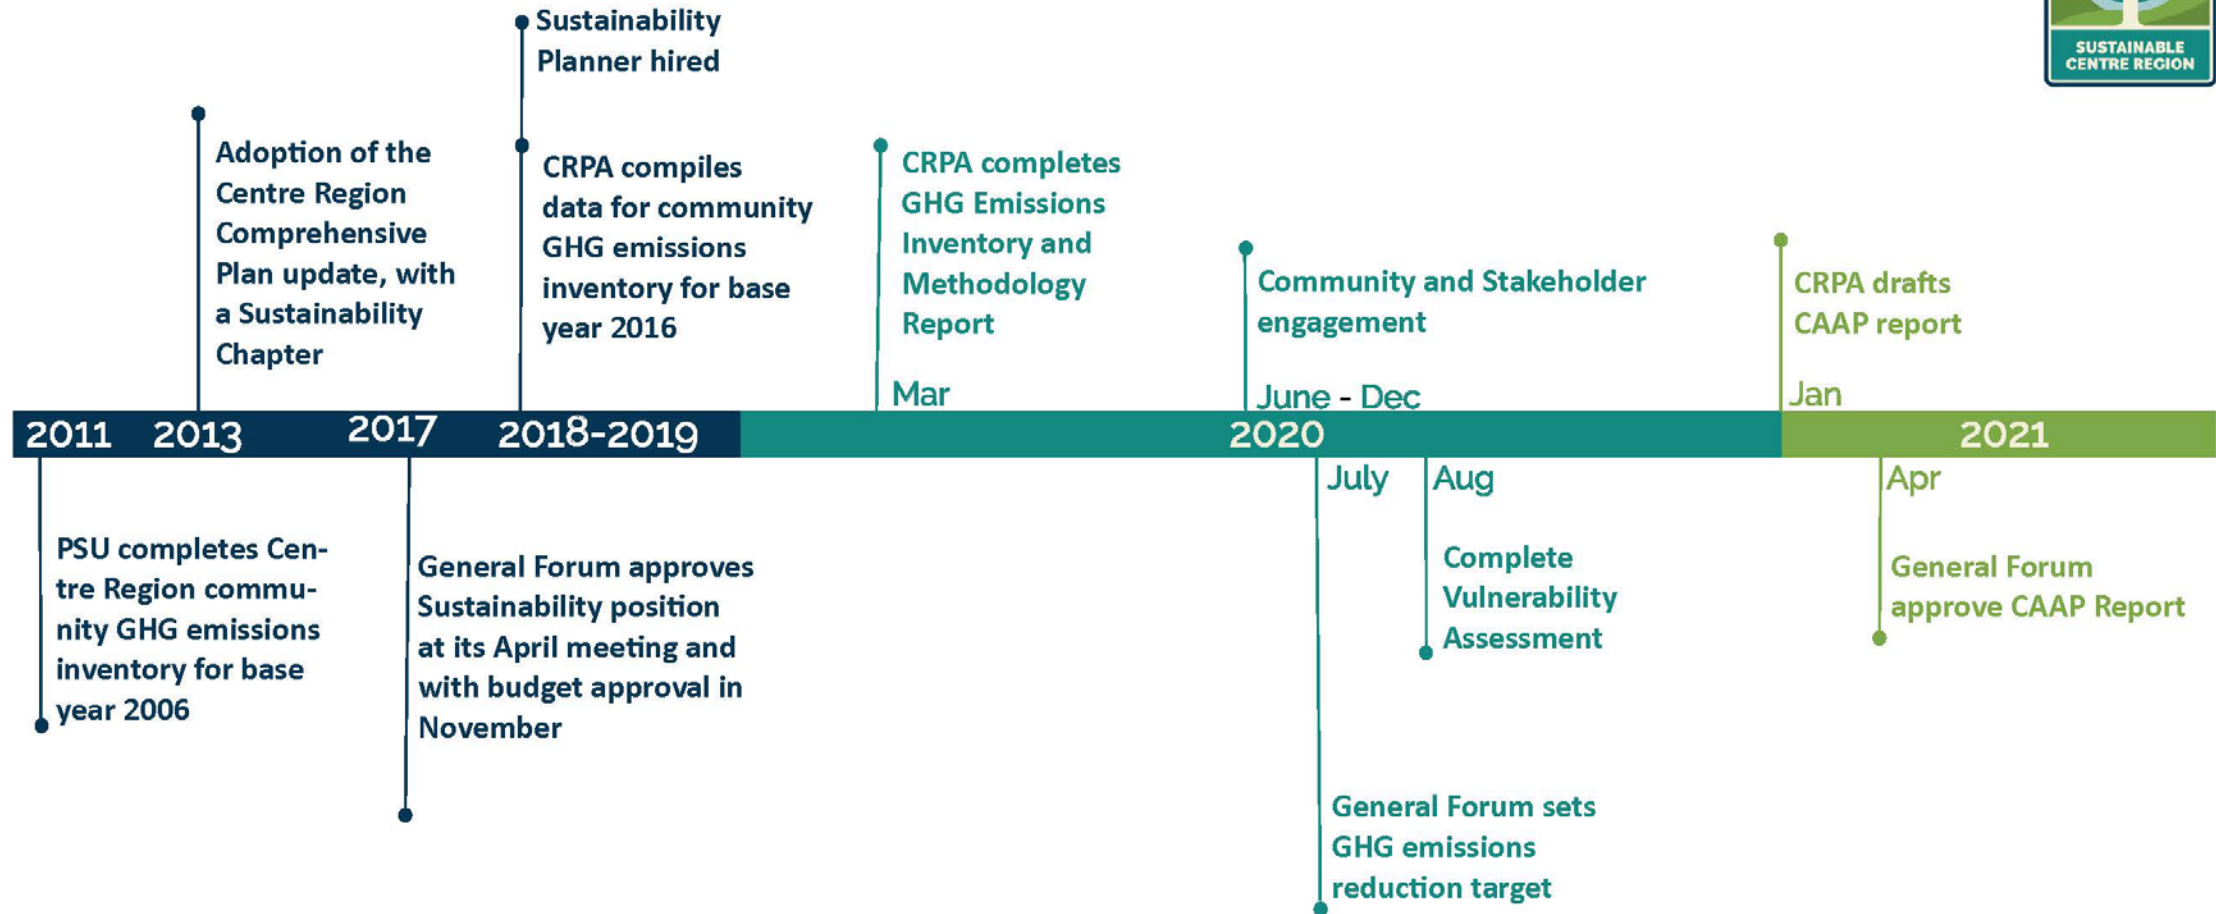 Sustainability
Planner hired
SUSTAINABLE
CENTRE REGION
Adoption of the
Centre Region
Comprehensive
Plan update, with
a Sustainability
Chapter
CRPA compiles
data for community
GHG emissions
inventory for base
year 2016
CRPA completes
GHG Emissions
Inventory and
Methodology
Report
Mar
Community and Stakeholder
engagement
June - Dec
CRPA drafts
CAAP report
Jan
2011
2013
2017
2018-2019
2020
2021
PSU completes Cen-
tre Region commu-
nity GHG emissions
inventory for base
year 2006
General Forum approves
Sustainability position
at its April meeting and
with budget approval in
November
July
General Forum sets
GHG emissions
reduction target
Aug
Complete
Vulnerability
Assessment
Apr
General Forum
approve CAAP Report